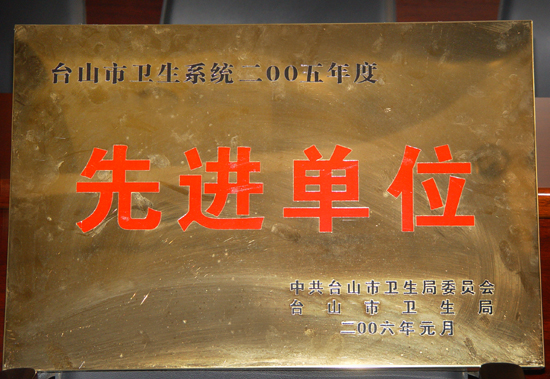 台山市卫生系统二00五年度
先进单位
中共台山市卫生局委员会
台山市卫生局
二00六年元月